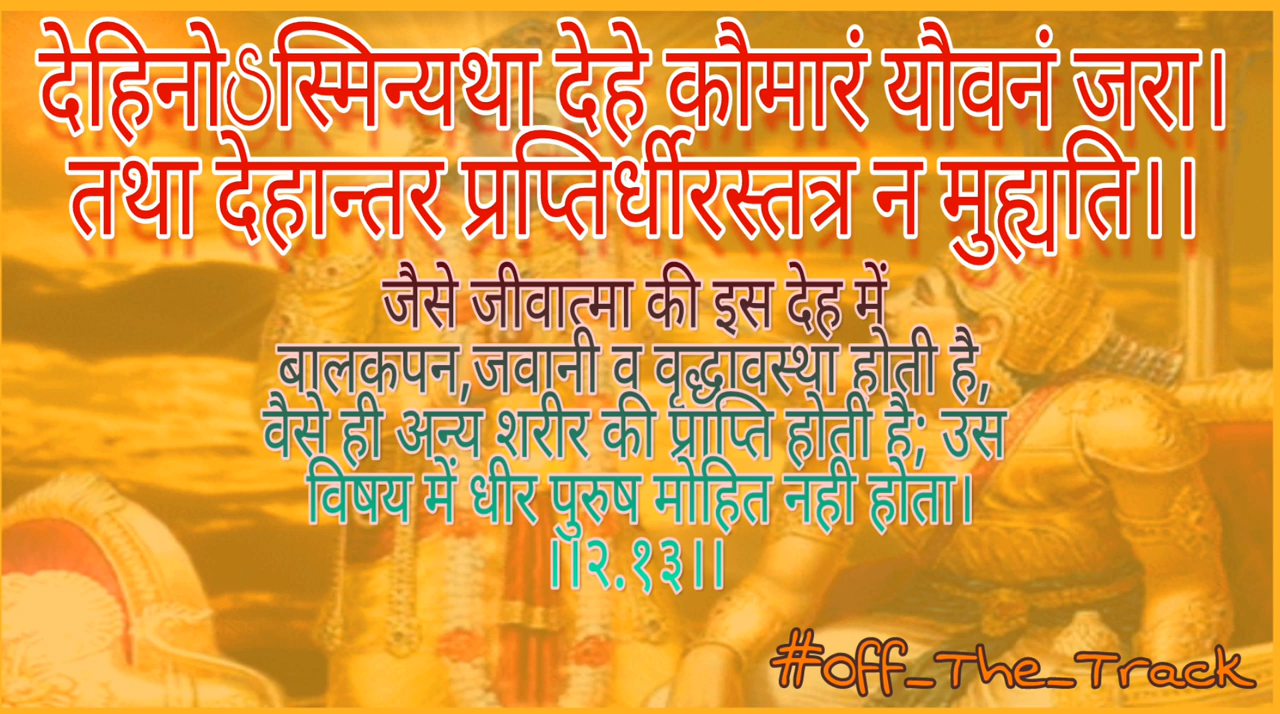 देहिनोऽस्मिन्यथा देहे कौमारं यौवनं जरा।
तथा देहान्तर प्रप्तिर्धीरस्तत्र न मुह्यति।।
जैसे जीवात्मा की इस देह में
बालकपन,जवानी व वृद्धावस्था होती है,
वैसे ही अन्य शरीर की प्राप्ति होती है; उस
विषय में धीर पुरुष मोहित नही होता।
।।२.१३।।
#off_The_Track